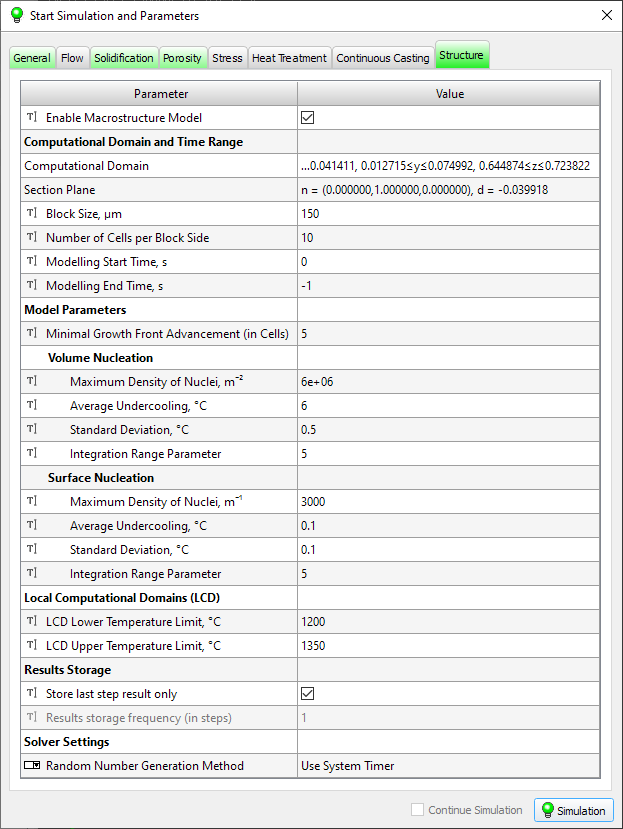 Start Simulation and Parameters
General Flow Solidification Porosity Stress Heat Treatment Continuous Casting Structure
Parameter Value
Enable Macrostructure Model
Computational Domain and Time Range
Computational Domain ...0.041411, 0.012715≤y≤0.074992, 0.644874≤z≤0.723822
Section Plane n = (0.000000,1.000000,0.000000), d = -0.039918
Block Size, µm 150
Number of Cells per Block Side 10
Modelling Start Time, s 0
Modelling End Time, s -1
Model Parameters
Minimal Growth Front Advancement (in Cells) 5
Volume Nucleation
Maximum Density of Nuclei, m⁻² 6e+06
Average Undercooling, °C 6
Standard Deviation, °C 0.5
Integration Range Parameter 5
Surface Nucleation
Maximum Density of Nuclei, m⁻¹ 3000
Average Undercooling, °C 0.1
Standard Deviation, °C 0.1
Integration Range Parameter 5
Local Computational Domains (LCD)
LCD Lower Temperature Limit, °C 1200
LCD Upper Temperature Limit, °C 1350
Results Storage
Store last step result only
Results storage frequency (in steps) 1
Solver Settings
Random Number Generation Method Use System Timer
Continue Simulation Simulation